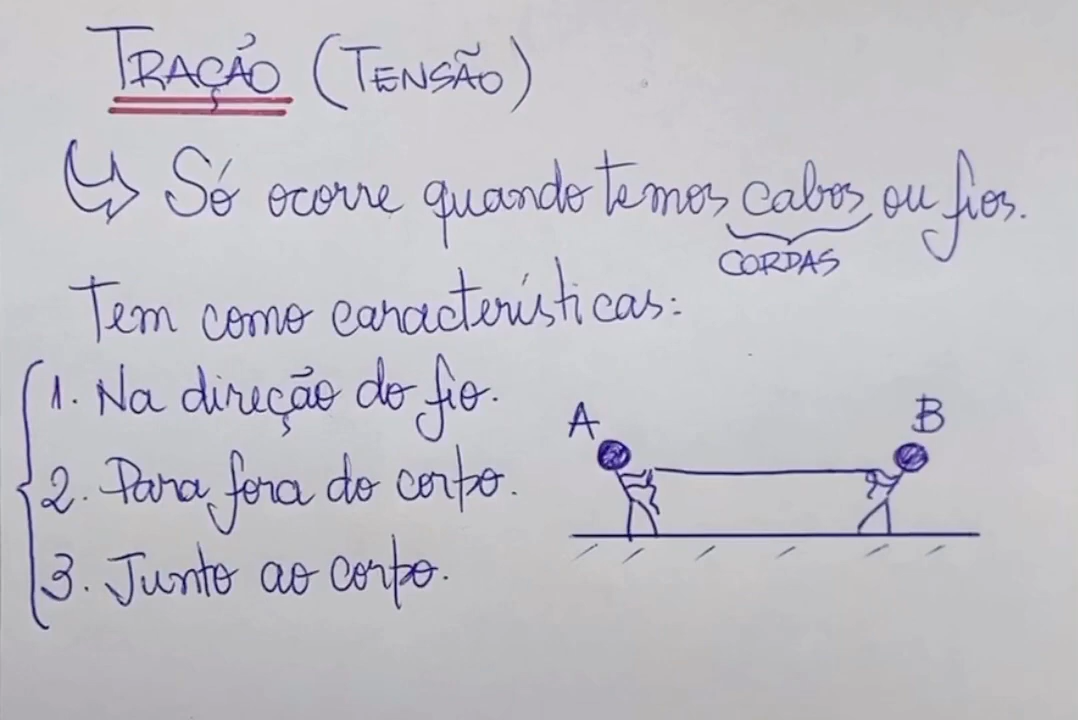 TRAÇÃO (TENSÃO)
↳ Só ocorre quando temos cabos ou fios.
CORDAS
Tem como características:
1. Na direção do fio.
2. Para fora do corpo.
3. Junto ao corpo.
A
B